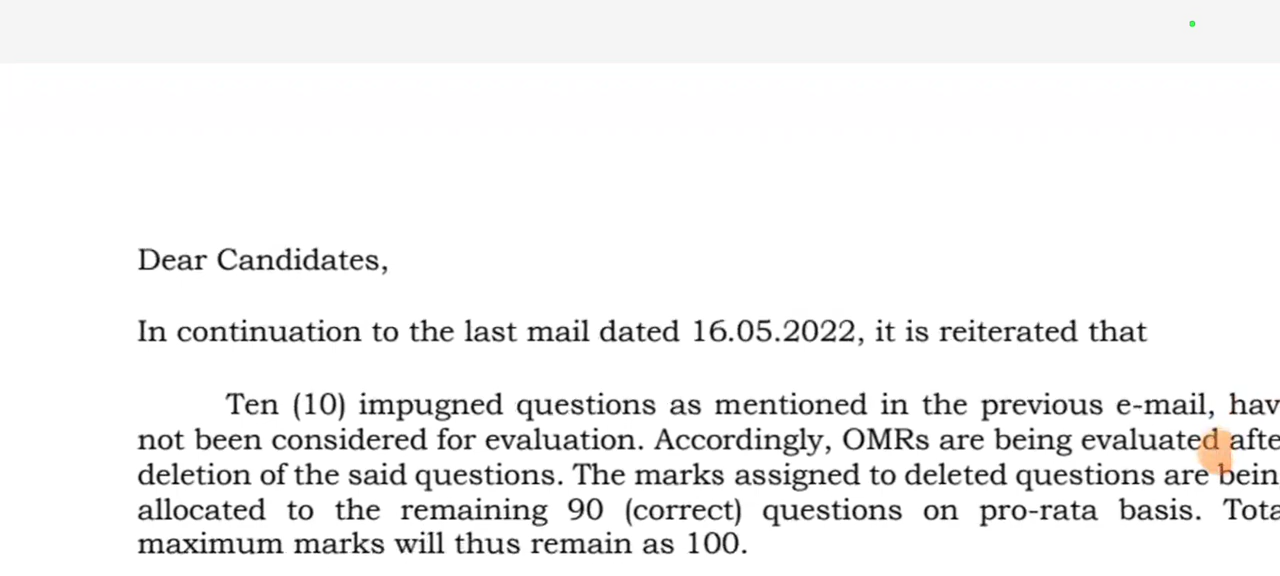 Dear Candidates,
In continuation to the last mail dated 16.05.2022, it is reiterated that
Ten (10) impugned questions as mentioned in the previous e-mail, hav
not been considered for evaluation. Accordingly, OMRs are being evaluated afte
deletion of the said questions. The marks assigned to deleted questions are bein
allocated to the remaining 90 (correct) questions on pro-rata basis. Tota
maximum marks will thus remain as 100.